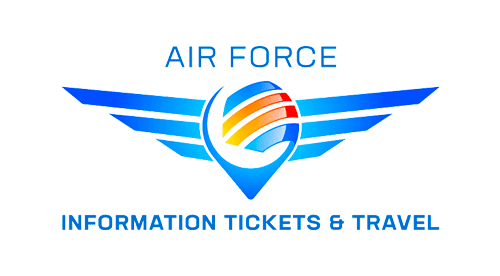 AIR FORCE
INFORMATION TICKETS & TRAVEL